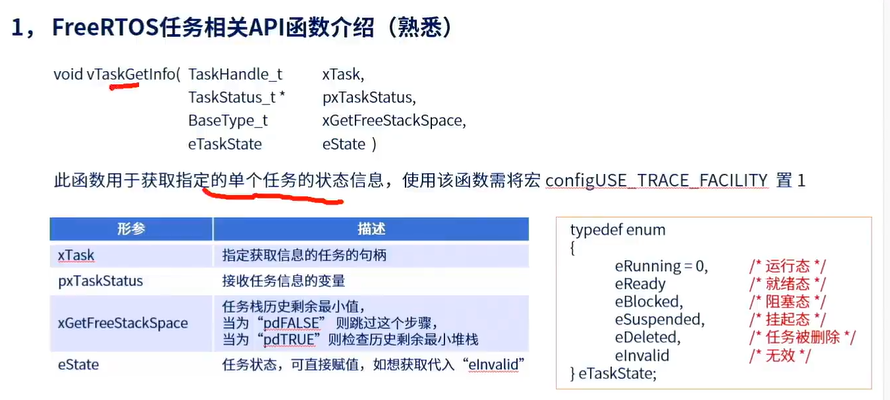 1， FreeRTOS任务相关API函数介绍（熟悉）
void vTaskGetInfo( TaskHandle_t xTask,
TaskStatus_t * pxTaskStatus,
BaseType_t xGetFreeStackSpace,
eTaskState eState )
此函数用于获取指定的单个任务的状态信息，使用该函数需将宏 configUSE_TRACE_FACILITY 置 1
形参 描述
xTask 指定获取信息的任务的句柄
pxTaskStatus 接收任务信息的变量
xGetFreeStackSpace 任务栈历史剩余最小值，
当为“pdFALSE” 则跳过这个步骤，
当为“pdTRUE”则检查历史剩余最小堆栈
eState 任务状态，可直接赋值，如想获取代入“eInvalid”
typedef enum
{
eRunning = 0, /* 运行态 */
eReady /* 就绪态 */
eBlocked, /* 阻塞态 */
eSuspended, /* 挂起态 */
eDeleted, /* 任务被删除 */
eInvalid /* 无效 */
} eTaskState;